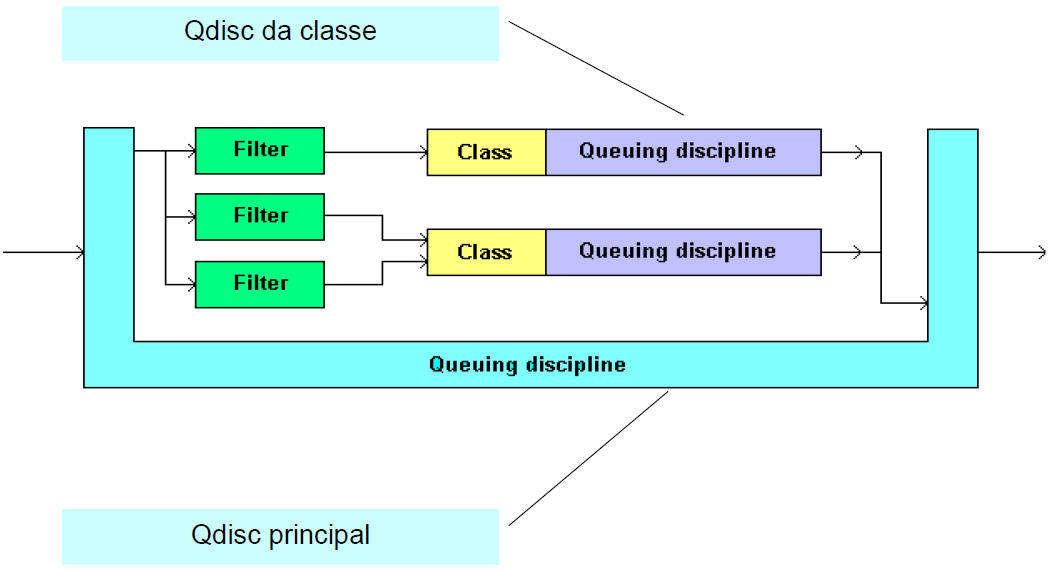 Qdisc da classe
Filter
Class
Queuing discipline
Filter
Class
Queuing discipline
Filter
Queuing discipline
Qdisc principal